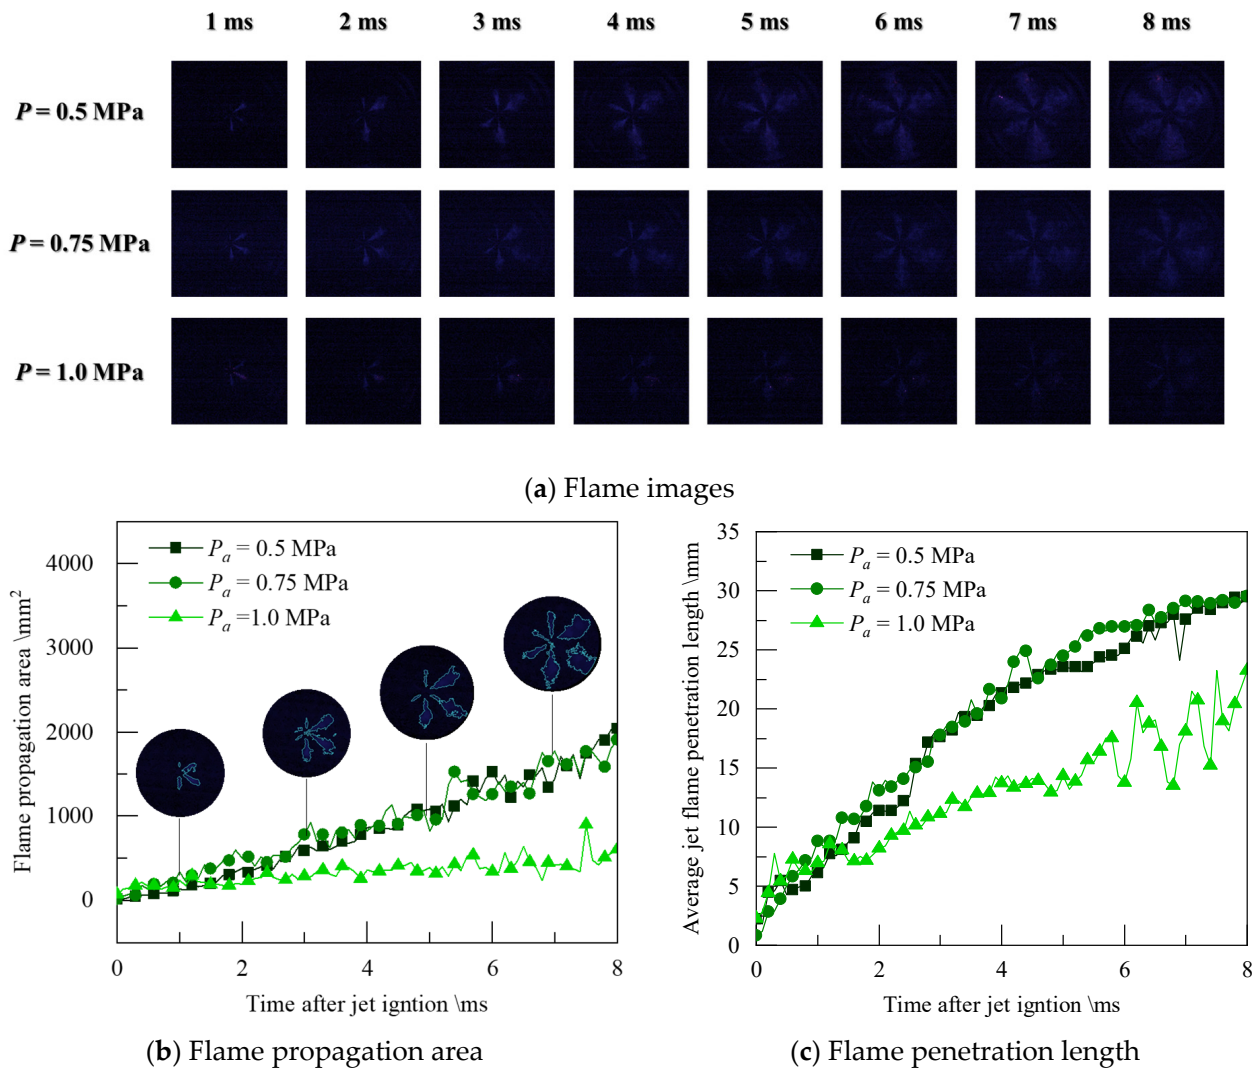 1 ms 2 ms 3 ms 4 ms 5 ms 6 ms 7 ms 8 ms
P = 0.5 MPa
P = 0.75 MPa
P = 1.0 MPa
(a) Flame images
Flame propagation area \mm²
4000
3000
2000
1000
0
Pₐ = 0.5 MPa
Pₐ = 0.75 MPa
Pₐ =1.0 MPa
0 2 4 6 8
Time after jet igntion \ms
(b) Flame propagation area
Average jet flame penetration length \mm
35
30
25
20
15
10
5
0
Pₐ = 0.5 MPa
Pₐ = 0.75 MPa
Pₐ = 1.0 MPa
0 2 4 6 8
Time after jet igntion \ms
(c) Flame penetration length